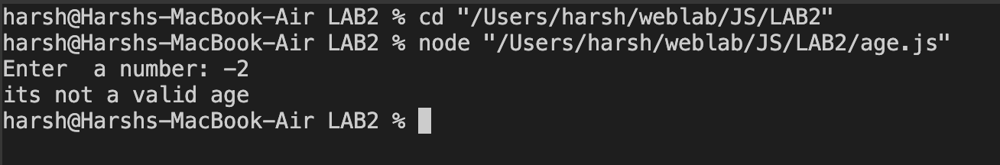 harsh@Harshs-MacBook-Air LAB2 % cd "/Users/harsh/weblab/JS/LAB2"
harsh@Harshs-MacBook-Air LAB2 % node "/Users/harsh/weblab/JS/LAB2/age.js"
Enter  a number: -2
its not a valid age
harsh@Harshs-MacBook-Air LAB2 %